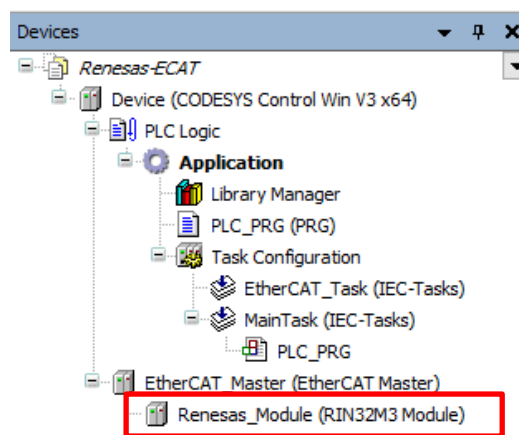 Devices
Renesas-ECAT
Device (CODESYS Control Win V3 x64)
PLC Logic
Application
Library Manager
PLC_PRG (PRG)
Task Configuration
EtherCAT_Task (IEC-Tasks)
MainTask (IEC-Tasks)
PLC_PRG
EtherCAT_Master (EtherCAT Master)
Renesas_Module (RIN32M3 Module)